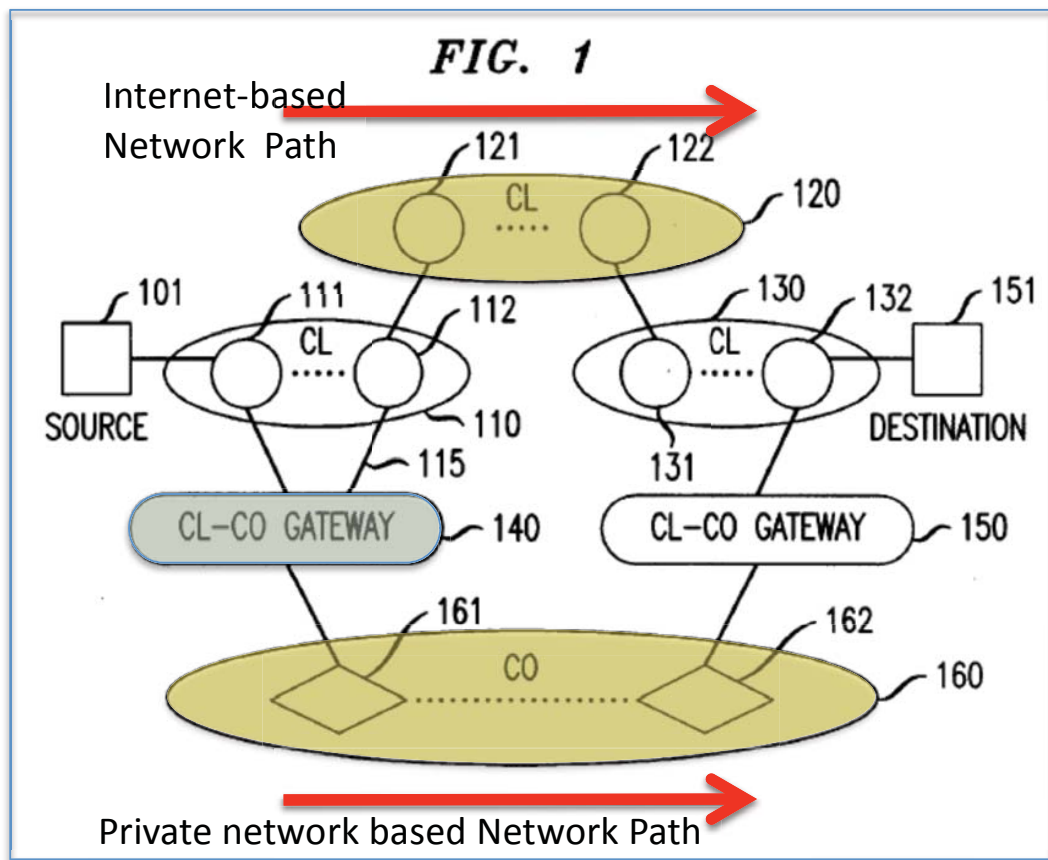 FIG. 1
Internet-based
Network Path
121
122
CL
120
101
111
112
130
132
151
CL
CL
SOURCE
110
DESTINATION
115
131
CL-CO GATEWAY
140
CL-CO GATEWAY
150
161
162
CO
160
Private network based Network Path